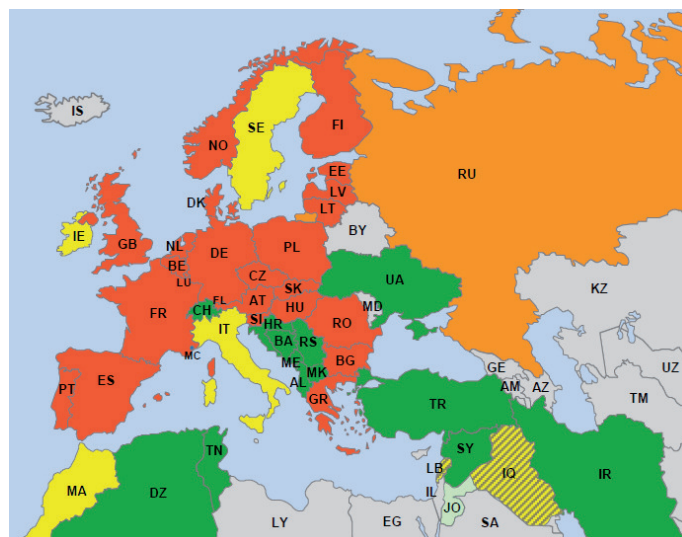 IS
SE
FI
NO
RU
EE
LV
DK
LT
IE
GB
NL
DE
PL
BY
BE
LU
CZ
UA
KZ
SK
FL
AT
HU
MD
FR
CH
SI
HR
RO
IT
BA
RS
MC
ME
BG
UZ
PT
ES
AL
MK
GE
GR
AM
AZ
TM
TR
TN
SY
MA
DZ
LB
IQ
IR
IL
JO
LY
EG
SA